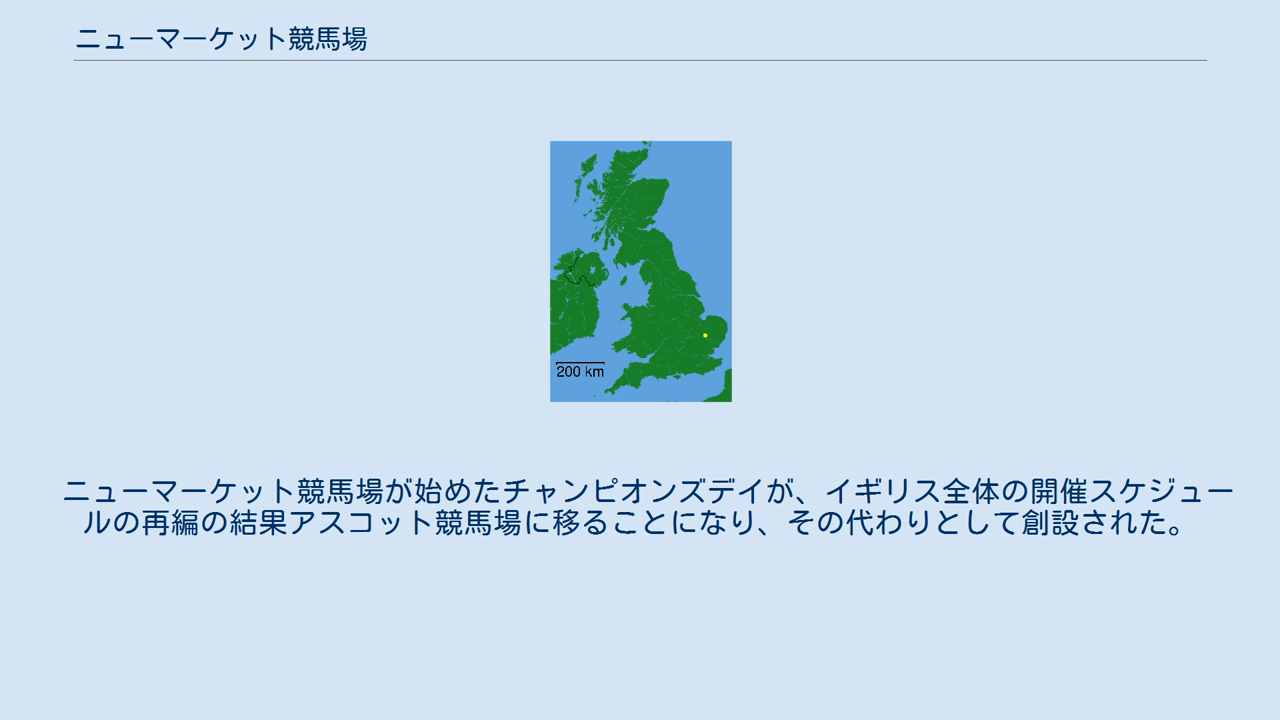 ニューマーケット競馬場
200 km
ニューマーケット競馬場が始めたチャンピオンズデイが、イギリス全体の開催スケジュー
ルの再編の結果アスコット競馬場に移ることになり、その代わりとして創設された。